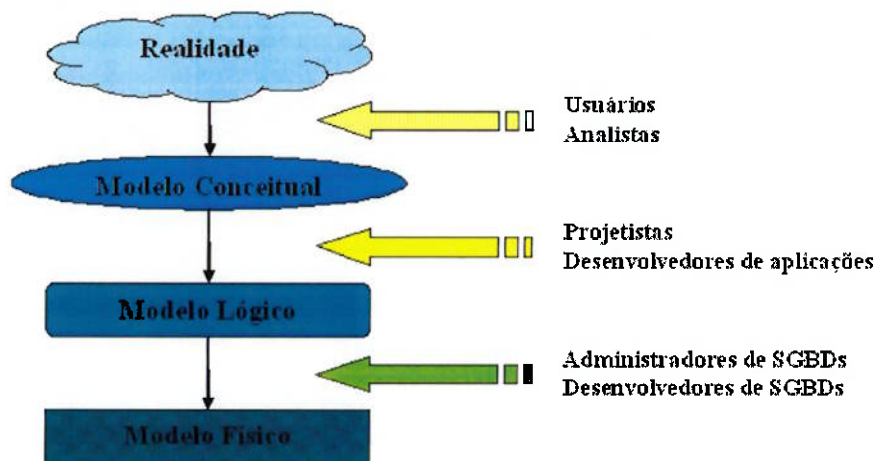 Realidade
Usuários
Analistas
Modelo Conceitual
Projetistas
Desenvolvedores de aplicações
Modelo Lógico
Administradores de SGBDs
Desenvolvedores de SGBDs
Modelo Físico